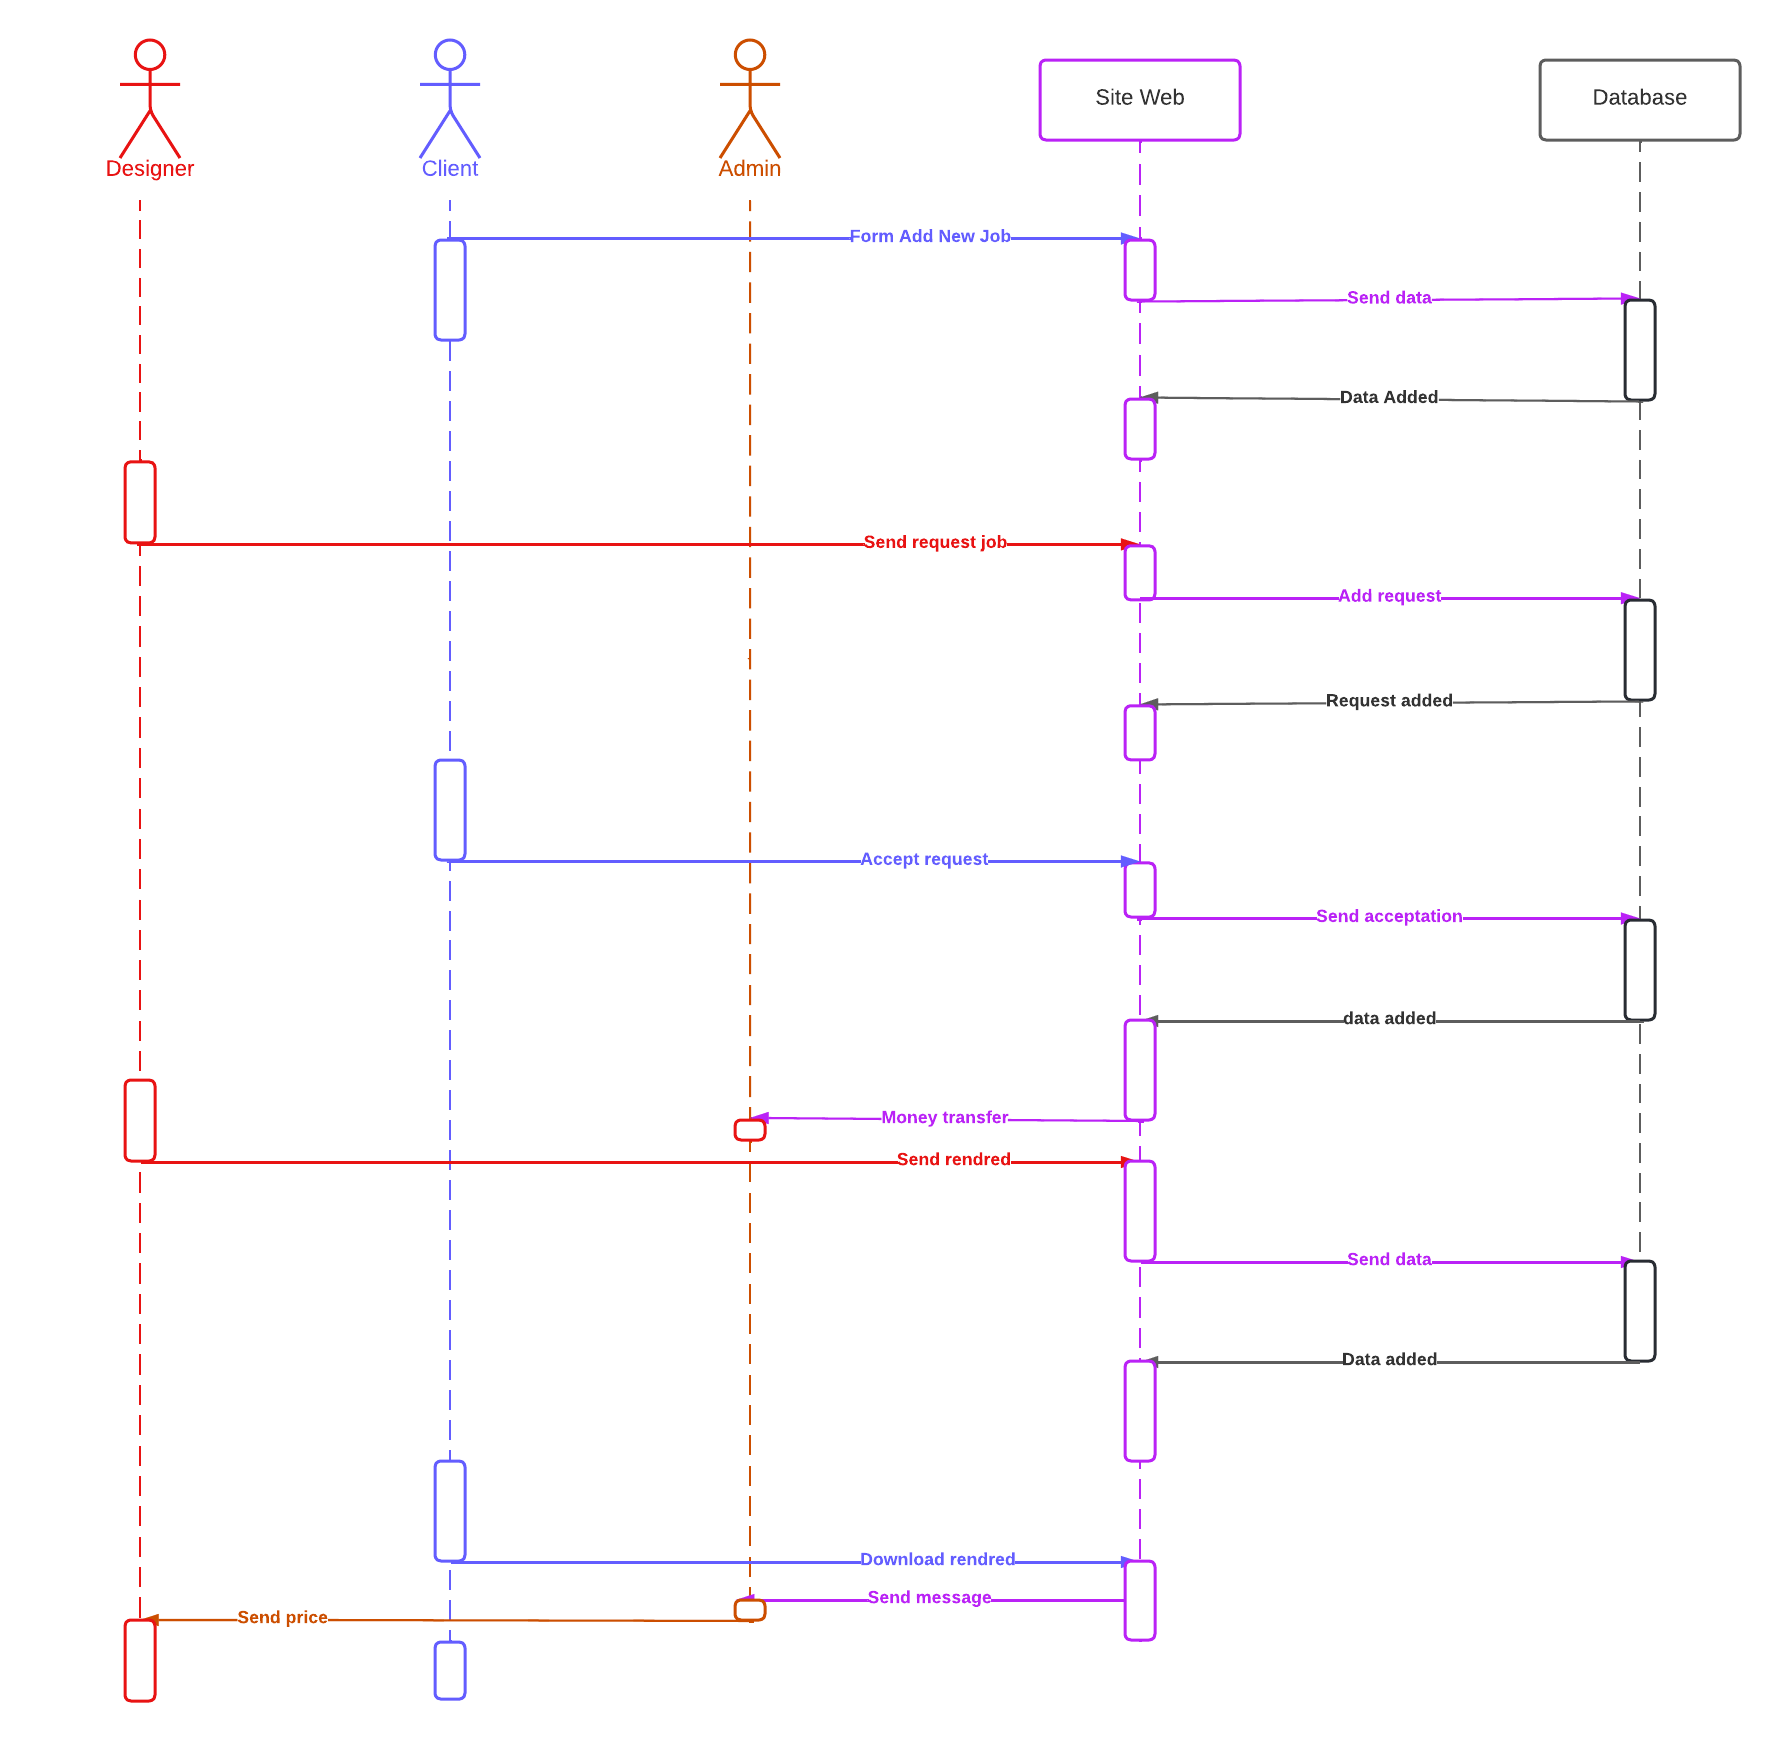 Designer
Client
Admin
Site Web
Database
Form Add New Job
Send data
Data Added
Send request job
Add request
Request added
Accept request
Send acceptation
data added
Money transfer
Send rendred
Send data
Data added
Download rendred
Send message
Send price